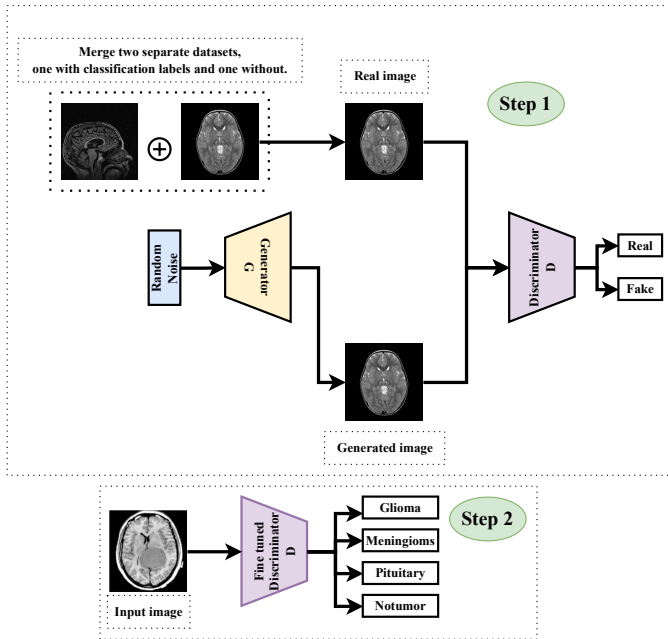 Merge two separate datasets,
one with classification labels and one without.
Real image
Step 1
Random
Noise
Generator
G
Discriminator
D
Real
Fake
Generated image
Step 2
Fine tuned
Discriminator
D
Glioma
Meningioms
Pituitary
Notumor
Input image